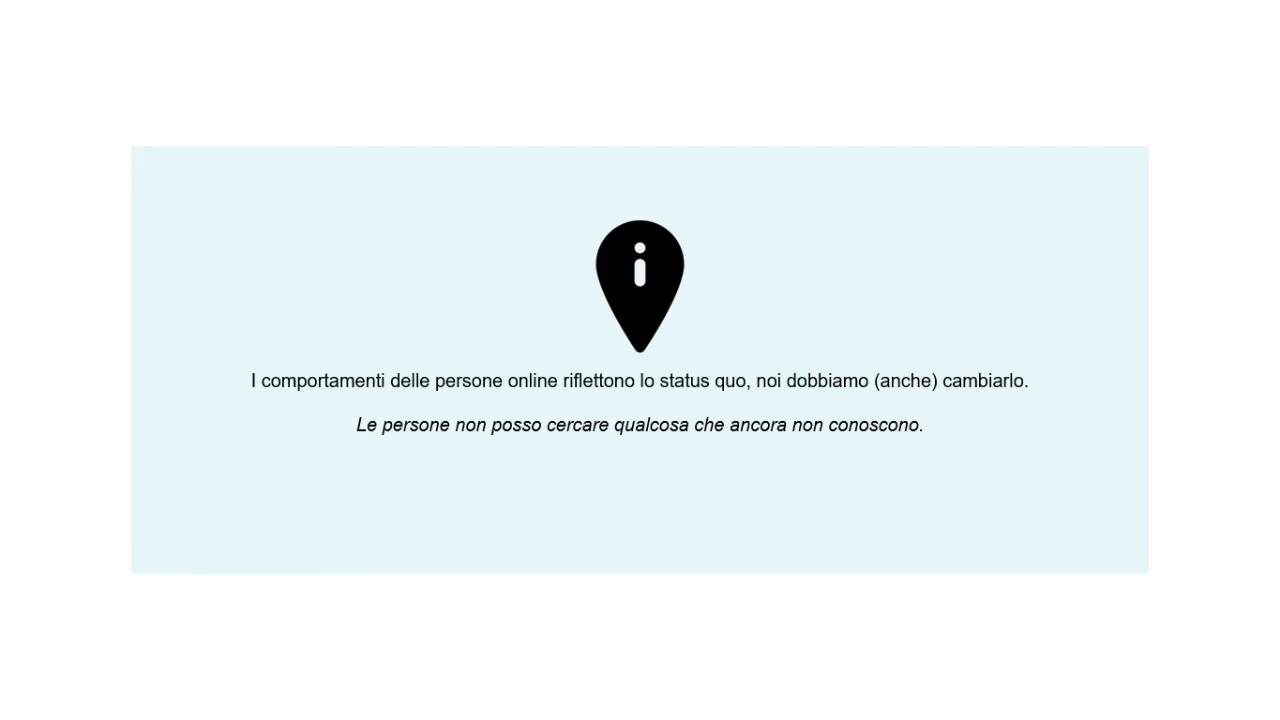 I comportamenti delle persone online riflettono lo status quo, noi dobbiamo (anche) cambiarlo.
Le persone non posso cercare qualcosa che ancora non conoscono.